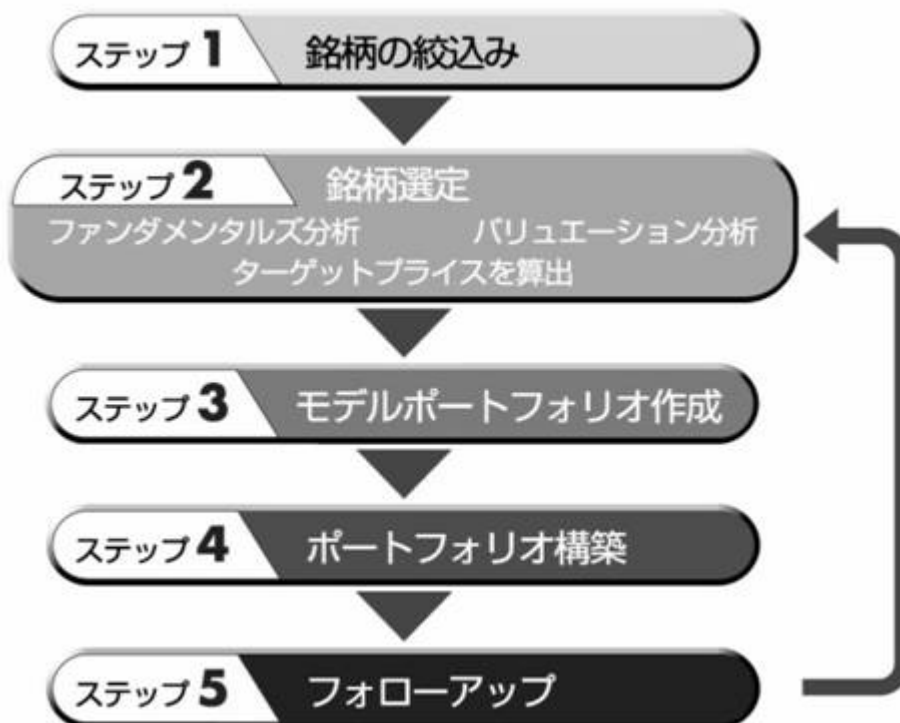 ステップ 1 銘柄の絞込み
ステップ 2 銘柄選定
ファンダメンタルズ分析 バリュエーション分析
ターゲットプライスを算出
ステップ 3 モデルポートフォリオ作成
ステップ 4 ポートフォリオ構築
ステップ 5 フォローアップ